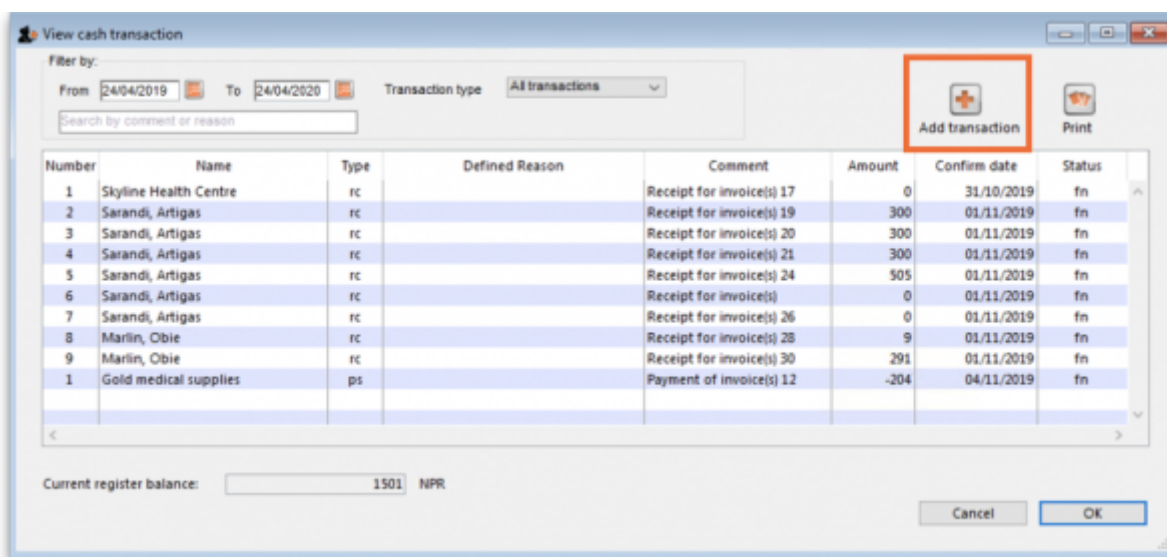 View cash transaction
Filter by:
From 24/04/2019 To 24/04/2020 Transaction type All transactions
Search by comment or reason
Add transaction Print
Number Name Type Defined Reason Comment Amount Confirm date Status
1 Skyline Health Centre rc Receipt for invoice(s) 17 0 31/10/2019 fn
2 Sarandi, Artigas rc Receipt for invoice(s) 19 300 01/11/2019 fn
3 Sarandi, Artigas rc Receipt for invoice(s) 20 300 01/11/2019 fn
4 Sarandi, Artigas rc Receipt for invoice(s) 21 300 01/11/2019 fn
5 Sarandi, Artigas rc Receipt for invoice(s) 24 505 01/11/2019 fn
6 Sarandi, Artigas rc Receipt for invoice(s) 0 01/11/2019 fn
7 Sarandi, Artigas rc Receipt for invoice(s) 26 0 01/11/2019 fn
8 Marlin, Obie rc Receipt for invoice(s) 28 9 01/11/2019 fn
9 Marlin, Obie rc Receipt for invoice(s) 30 291 01/11/2019 fn
1 Gold medical supplies ps Payment of invoice(s) 12 -204 04/11/2019 fn
Current register balance: 1501 NPR
Cancel OK